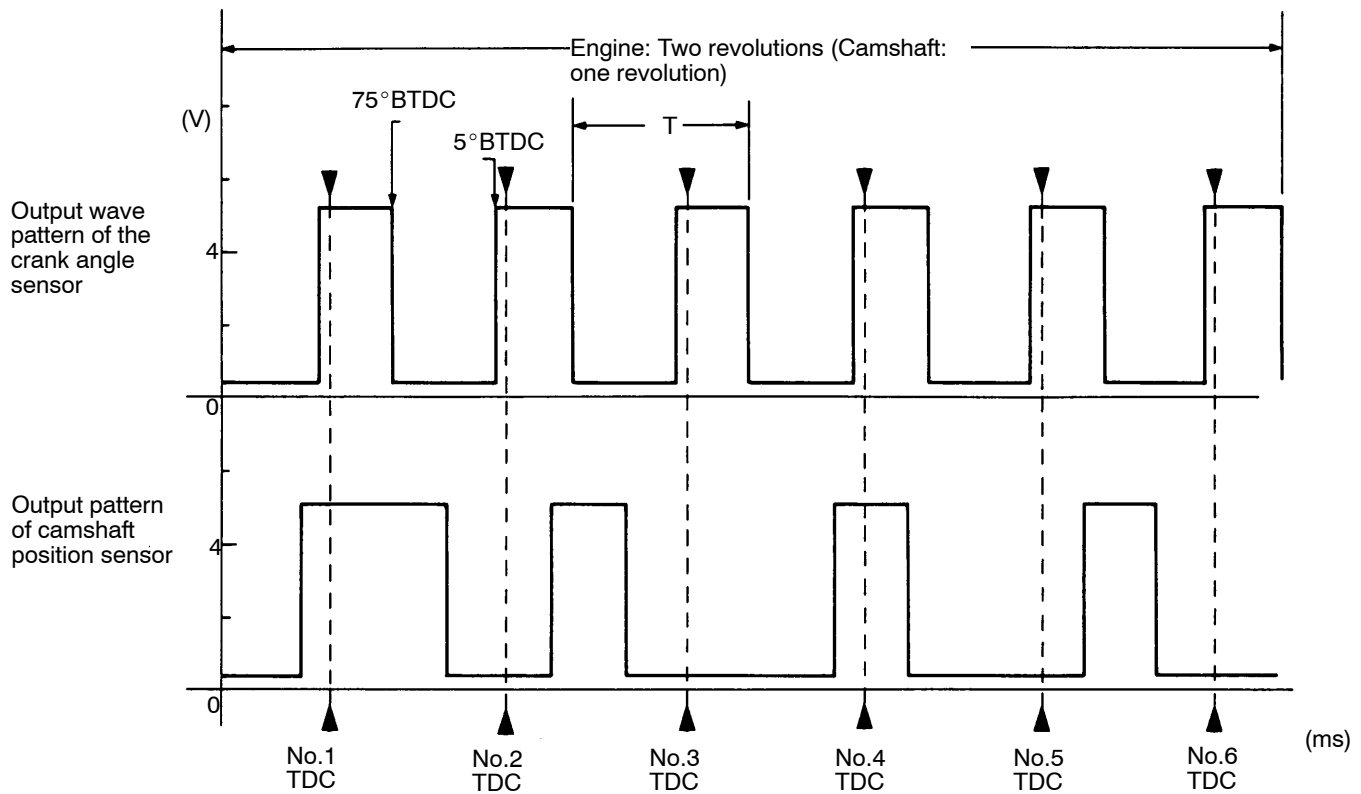 Engine: Two revolutions (Camshaft:
one revolution)
75°BTDC
(V)
T
5°BTDC
Output wave
pattern of the
crank angle
sensor
4
0
Output pattern
of camshaft
position sensor
4
0
(ms)
No.1
TDC
No.2
TDC
No.3
TDC
No.4
TDC
No.5
TDC
No.6
TDC